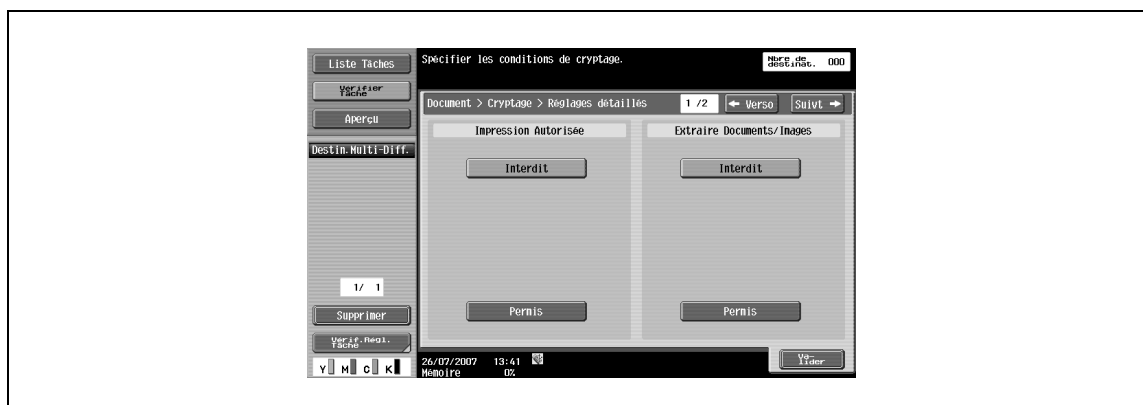 Liste Tâches
Vérifier Tâche
Aperçu
Destin.Multi-Diff.
1/ 1
Supprimer
Vérif.Régl. Tâche
Y M C K
Spécifier les conditions de cryptage.
Nbre de destinat. 000
Document > Cryptage > Réglages détaillés
1 /2
← Verso
Suivt →
Impression Autorisée
Extraire Documents/Images
Interdit
Interdit
Permis
Permis
26/07/2007 13:41
Mémoire 0%
Va-
lider